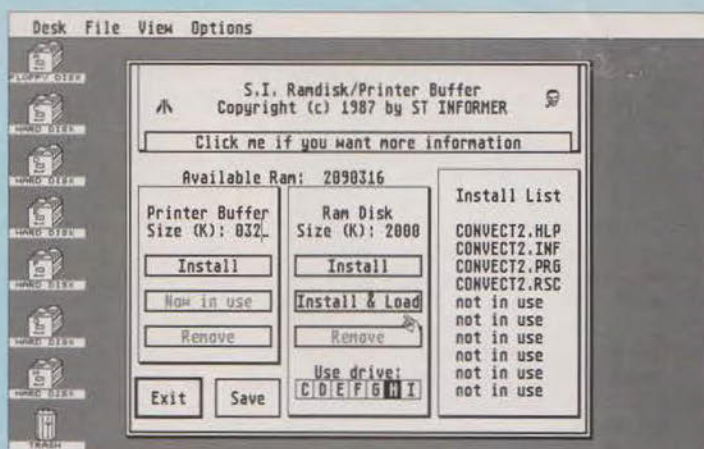 Desk File View Options
FLOPPY DISK
HARD DISK
HARD DISK
HARD DISK
HARD DISK
HARD DISK
HARD DISK
TRASH
S.I. Ramdisk/Printer Buffer
Copyright (c) 1987 by ST INFORMER
Click me if you want more information
Available Ram: 2090316
Printer Buffer
Size (K): 032_
Install
Now in use
Remove
Exit
Save
Ram Disk
Size (K): 2000
Install
Install & Load
Remove
Use drive:
C D E F G H I
Install List
CONVECT2.HLP
CONVECT2.INF
CONVECT2.PRG
CONVECT2.RSC
not in use
not in use
not in use
not in use
not in use
not in use